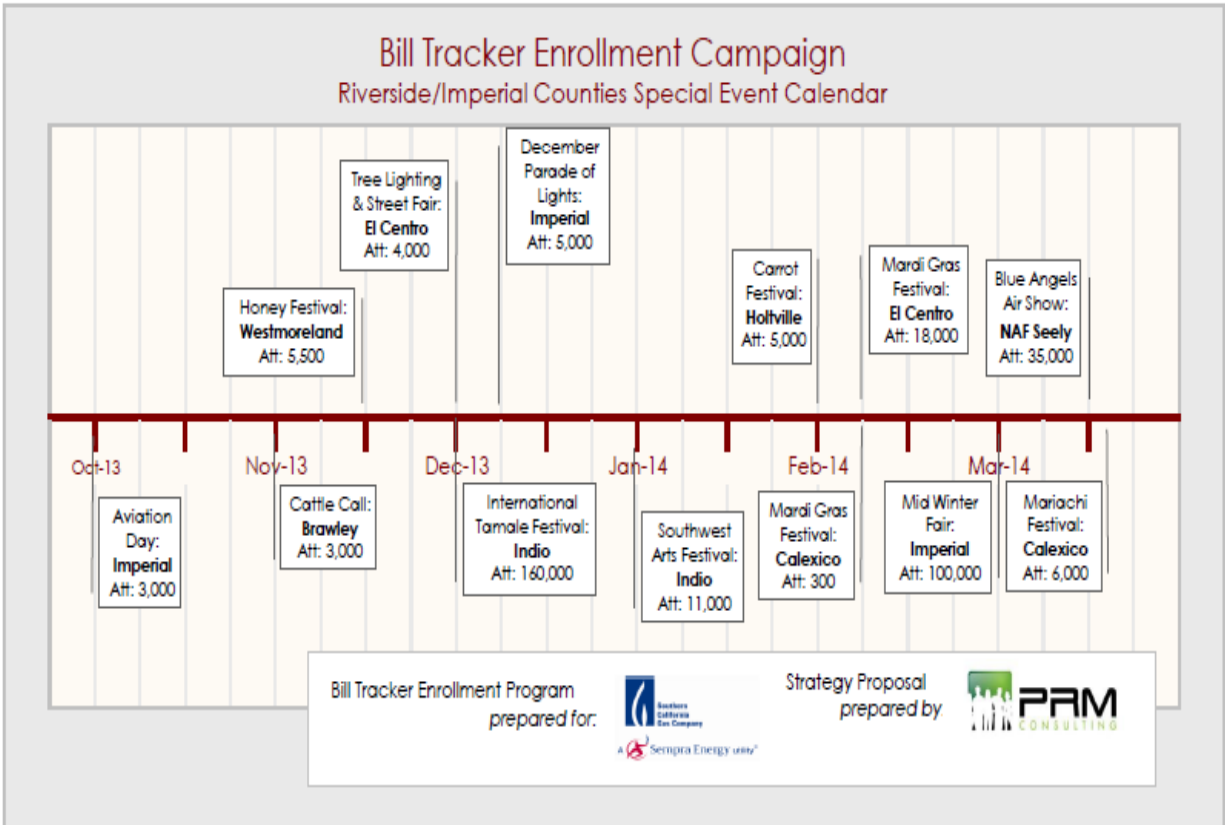 Bill Tracker Enrollment Campaign
Riverside/Imperial Counties Special Event Calendar
December
Parade of
Lights:
Imperial
Att: 5,000
Tree Lighting
& Street Fair:
El Centro
Att: 4,000
Honey Festival:
Westmoreland
Att: 5,500
Carrot
Festival:
Holtville
Att: 5,000
Mardi Gras
Festival:
El Centro
Att: 18,000
Blue Angels
Air Show:
NAF Seely
Att: 35,000
Oct-13
Nov-13
Dec-13
Jan-14
Feb-14
Mar-14
Aviation
Day:
Imperial
Att: 3,000
Cattle Call:
Brawley
Att: 3,000
International
Tamale Festival:
Indio
Att: 160,000
Southwest
Arts Festival:
Indio
Att: 11,000
Mardi Gras
Festival:
Calexico
Att: 300
Mid Winter
Fair:
Imperial
Att: 100,000
Mariachi
Festival:
Calexico
Att: 6,000
Bill Tracker Enrollment Program
prepared for:
Southern
California
Gas Company
A Sempra Energy utility®
Strategy Proposal
prepared by
PRM
CONSULTING